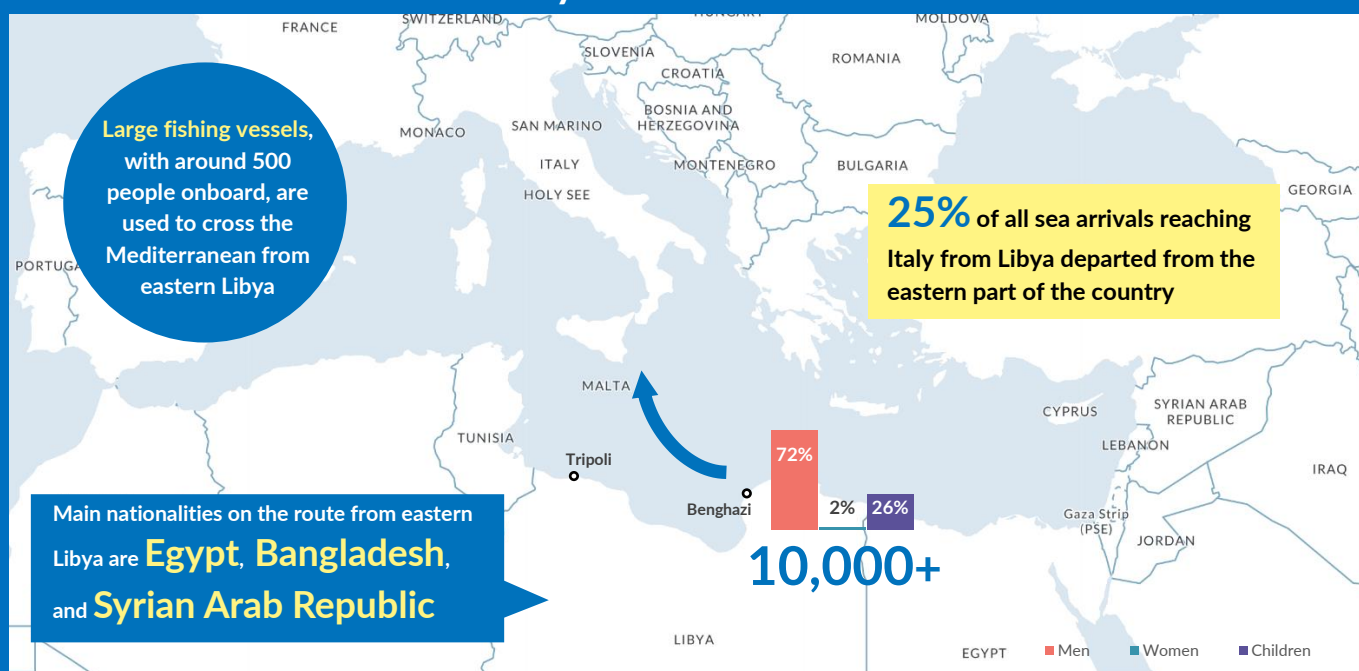 FRANCE
SWITZERLAND
HUNGARY
MOLDOVA
SLOVENIA
CROATIA
ROMANIA
BOSNIA AND
HERZEGOVINA
MONACO
SAN MARINO
ITALY
HOLY SEE
MONTENEGRO
BULGARIA
GEORGIA
Large fishing vessels,
with around 500
people onboard, are
used to cross the
Mediterranean from
eastern Libya
25% of all sea arrivals reaching
Italy from Libya departed from the
eastern part of the country
PORTUGA
MALTA
TUNISIA
CYPRUS
SYRIAN ARAB
REPUBLIC
LEBANON
IRAQ
Tripoli
Benghazi
72%
2%
26%
10,000+
Gaza Strip
(PSE)
JORDAN
Main nationalities on the route from eastern
Libya are Egypt, Bangladesh,
and Syrian Arab Republic
LIBYA
EGYPT
Men
Women
Children